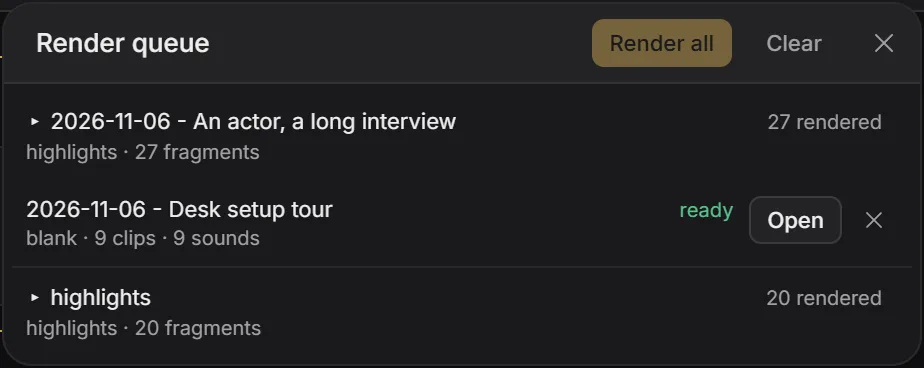 Render queue
Render all
Clear
2026-11-06 - An actor, a long interview
27 rendered
highlights · 27 fragments
2026-11-06 - Desk setup tour
ready
Open
blank · 9 clips · 9 sounds
highlights
20 rendered
highlights · 20 fragments